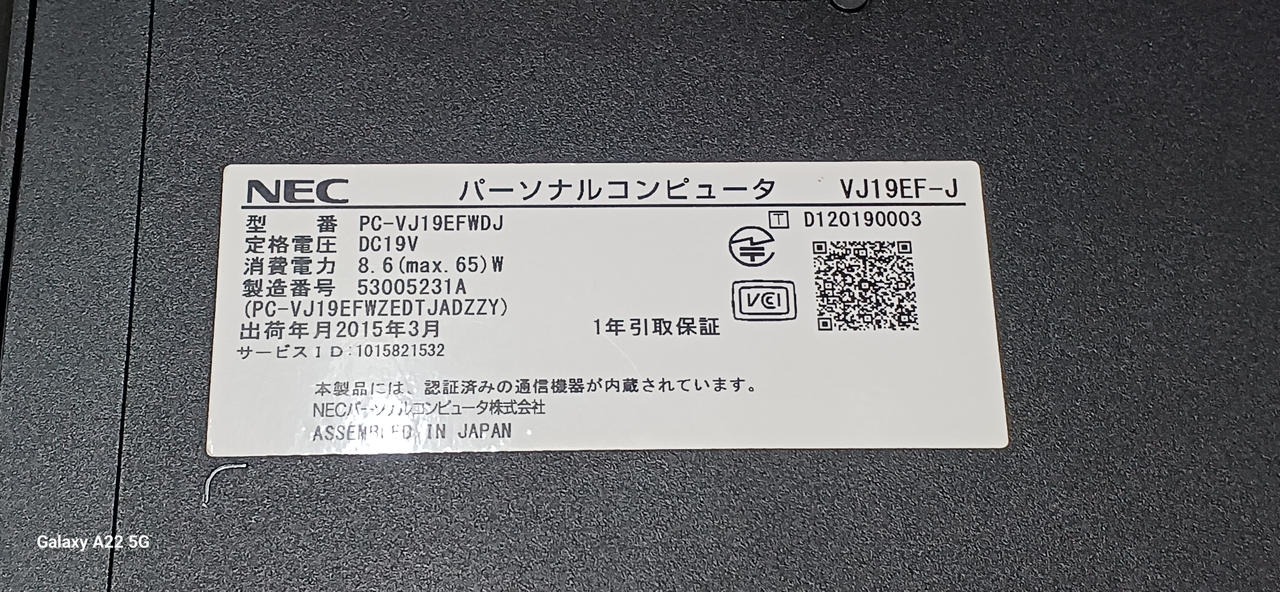 NEC パーソナルコンピュータ VJ19EF-J
型 番 PC-VJ19EFWDJ
T D120190003
定格電圧 DC19V
消費電力 8.6(max.65)W
製造番号 53005231A
VCI
(PC-VJ19EFWZEDTJADZZY)
出荷年月2015年3月 1年引取保証
サービスID:1015821532
本製品には、認証済みの通信機器が内蔵されています。
NECパーソナルコンピュータ株式会社
ASSEMBLED IN JAPAN
Galaxy A22 5G